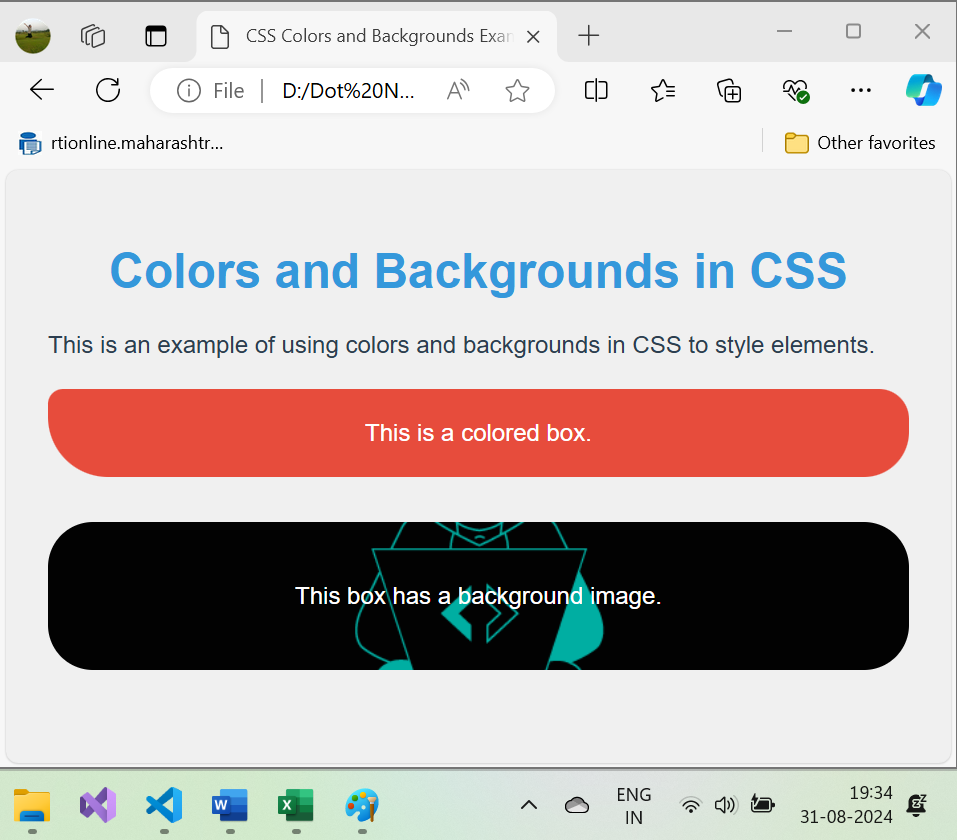 CSS Colors and Backgrounds Exar
File
D:/Dot%20N...
rtionline.maharashtr...
Other favorites
Colors and Backgrounds in CSS
This is an example of using colors and backgrounds in CSS to style elements.
This is a colored box.
This box has a background image.
ENG
IN
19:34
31-08-2024